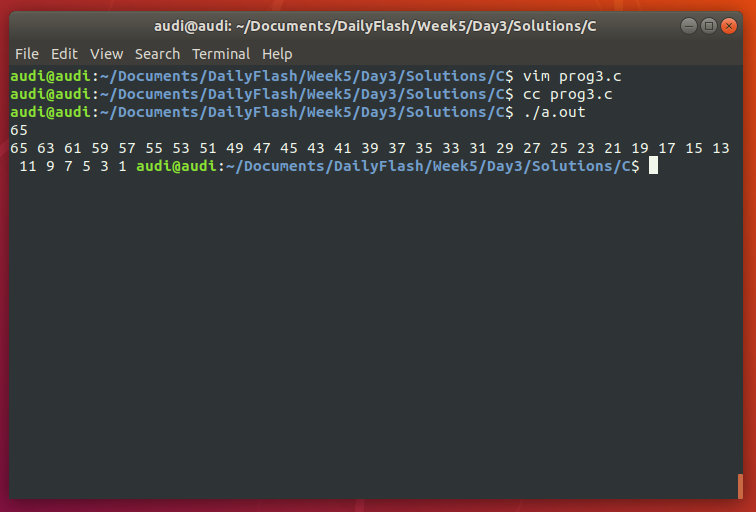 audi@audi: ~/Documents/DailyFlash/Week5/Day3/Solutions/C
File Edit View Search Terminal Help
audi@audi:~/Documents/DailyFlash/Week5/Day3/Solutions/C$ vim prog3.c
audi@audi:~/Documents/DailyFlash/Week5/Day3/Solutions/C$ cc prog3.c
audi@audi:~/Documents/DailyFlash/Week5/Day3/Solutions/C$ ./a.out
65
65 63 61 59 57 55 53 51 49 47 45 43 41 39 37 35 33 31 29 27 25 23 21 19 17 15 13
11 9 7 5 3 1 audi@audi:~/Documents/DailyFlash/Week5/Day3/Solutions/C$